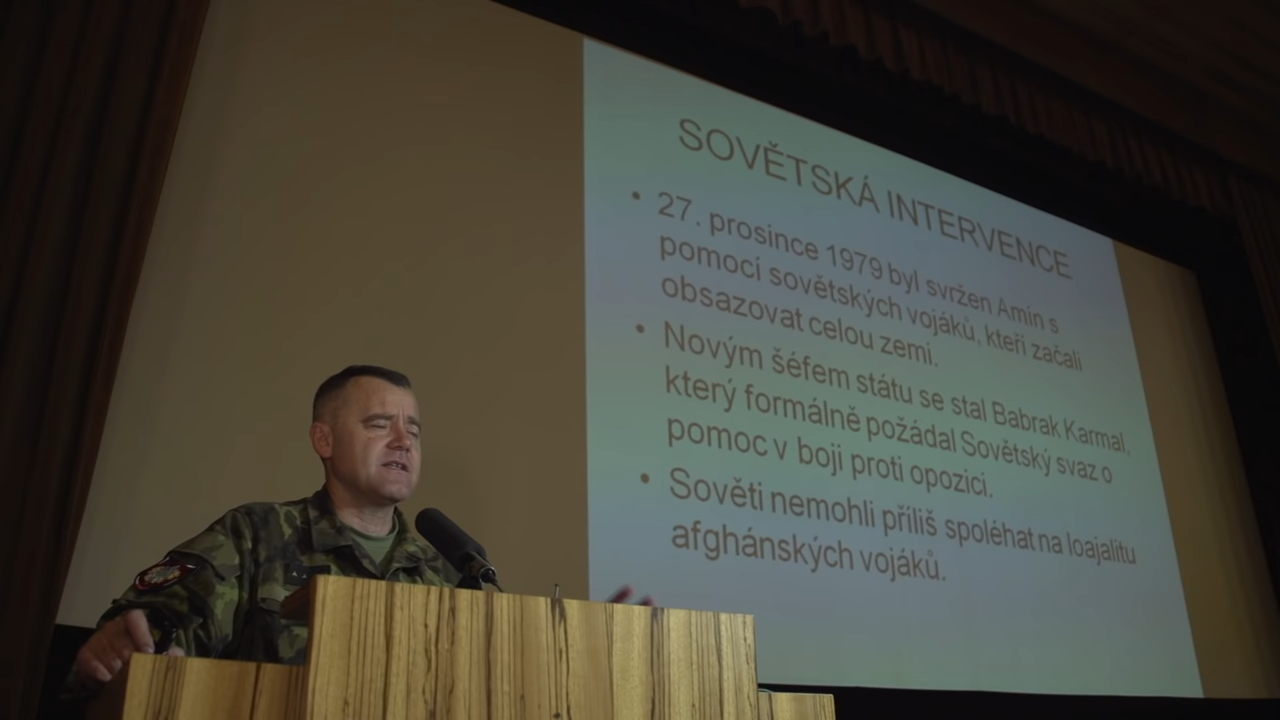 SOVĚTSKÁ INTERVENCE
• 27. prosince 1979 byl svržen Amin s
pomocí sovětských vojáků, kteří začali
obsazovat celou zemi.
• Novým šéfem státu se stal Babrak Karmal,
který formálně požádal Sovětský svaz o
pomoc v boji proti opozici.
• Sověti nemohli příliš spoléhat na loajalitu
afghánských vojáků.